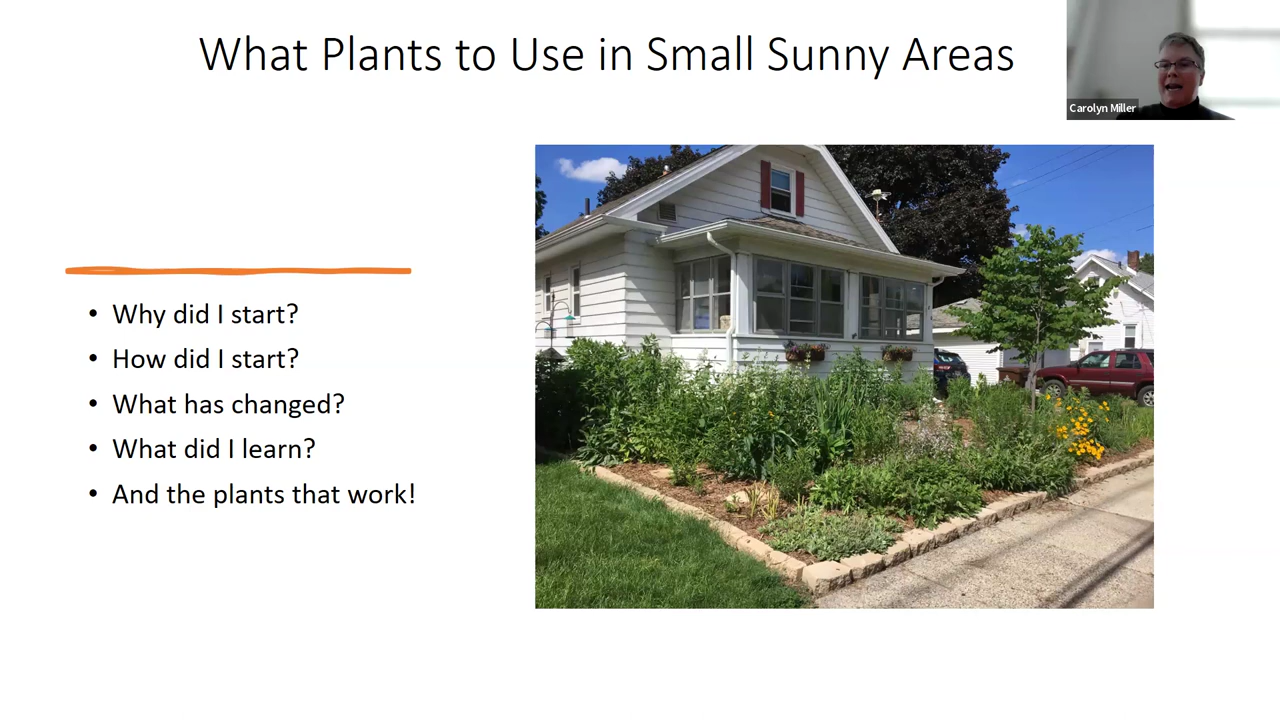 What Plants to Use in Small Sunny Areas
Carolyn Miller
• Why did I start?
• How did I start?
• What has changed?
• What did I learn?
• And the plants that work!